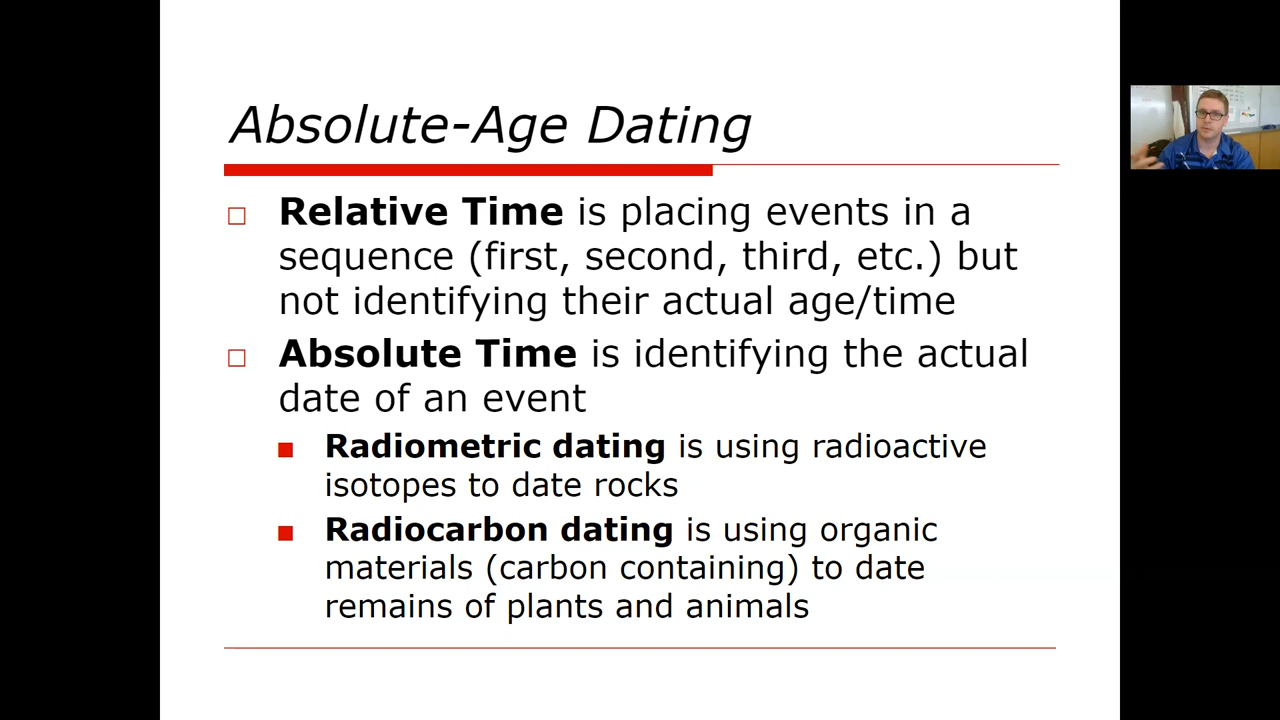 Absolute-Age Dating
Relative Time is placing events in a
sequence (first, second, third, etc.) but
not identifying their actual age/time
Absolute Time is identifying the actual
date of an event
Radiometric dating is using radioactive
isotopes to date rocks
Radiocarbon dating is using organic
materials (carbon containing) to date
remains of plants and animals